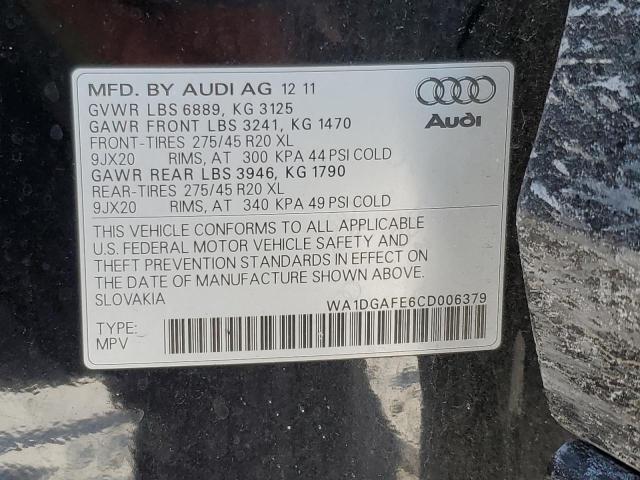 MFD. BY AUDI AG 12 11
GVWR LBS 6889, KG 3125
GAWR FRONT LBS 3241, KG 1470
FRONT-TIRES 275/45 R20 XL
9JX20 RIMS, AT 300 KPA 44 PSI COLD
GAWR REAR LBS 3946, KG 1790
REAR-TIRES 275/45 R20 XL
9JX20 RIMS, AT 340 KPA 49 PSI COLD
Audi
THIS VEHICLE CONFORMS TO ALL APPLICABLE
U.S. FEDERAL MOTOR VEHICLE SAFETY AND
THEFT PREVENTION STANDARDS IN EFFECT ON
THE DATE OF MANUFACTURE SHOWN ABOVE.
SLOVAKIA WA1DGAFE6CD006379
TYPE:
MPV